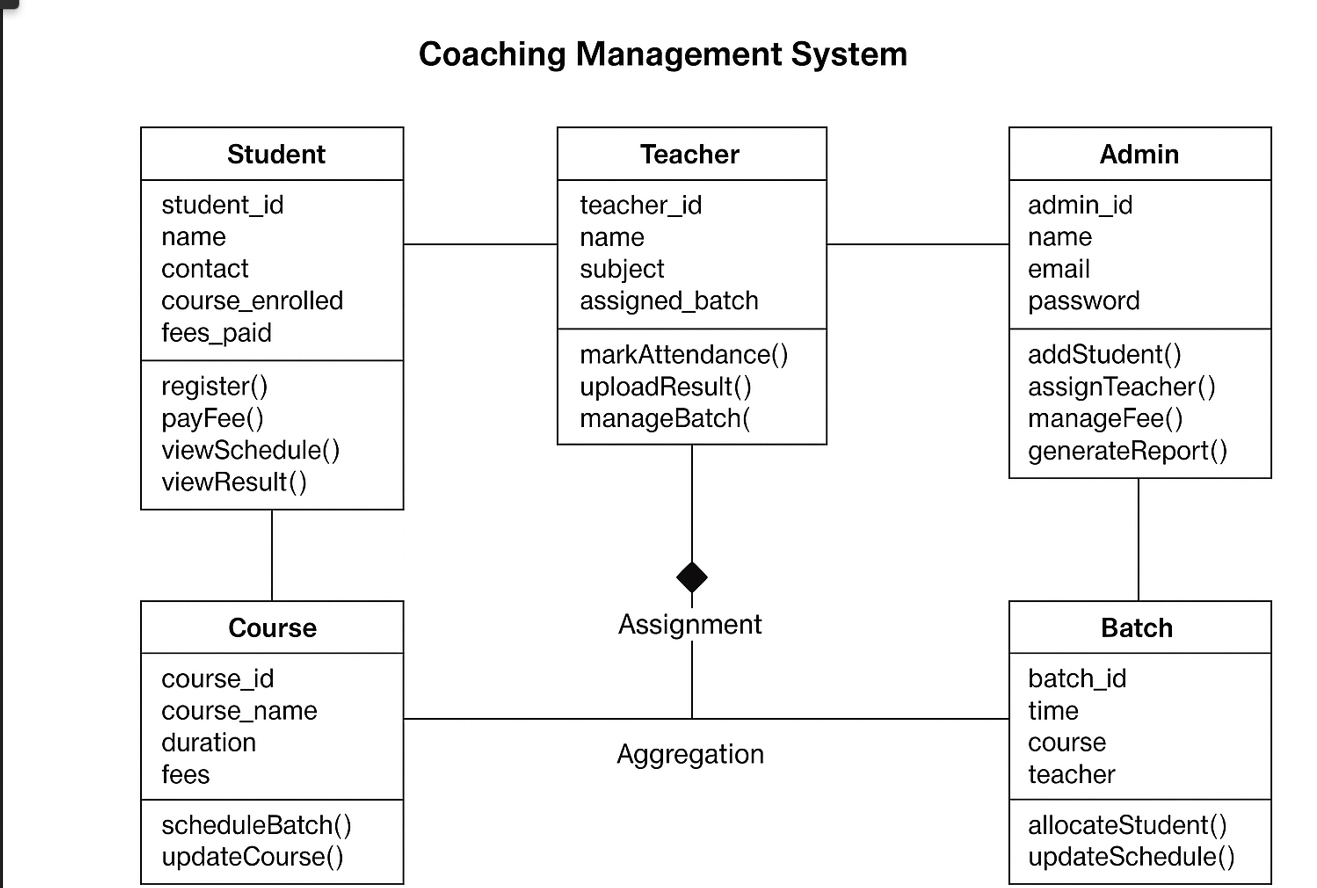 Coaching Management System
Student
student_id
name
contact
course_enrolled
fees_paid
register()
payFee()
viewSchedule()
viewResult()
Teacher
teacher_id
name
subject
assigned_batch
markAttendance()
uploadResult()
manageBatch(
Admin
admin_id
name
email
password
addStudent()
assignTeacher()
manageFee()
generateReport()
Course
course_id
course_name
duration
fees
scheduleBatch()
updateCourse()
Assignment
Aggregation
Batch
batch_id
time
course
teacher
allocateStudent()
updateSchedule()